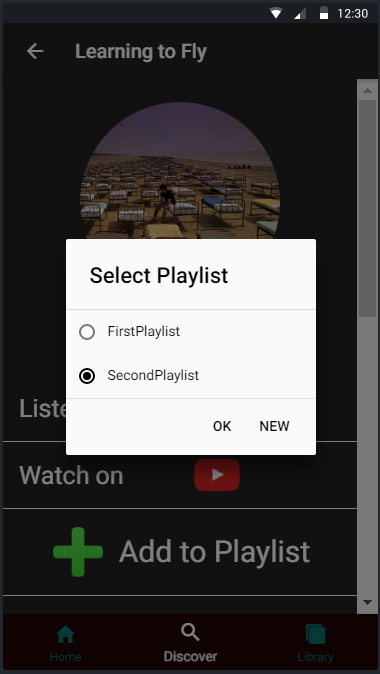 12:30
Learning to Fly
Select Playlist
FirstPlaylist
SecondPlaylist
OK NEW
Liste
Watch on
Add to Playlist
Home Discover Library